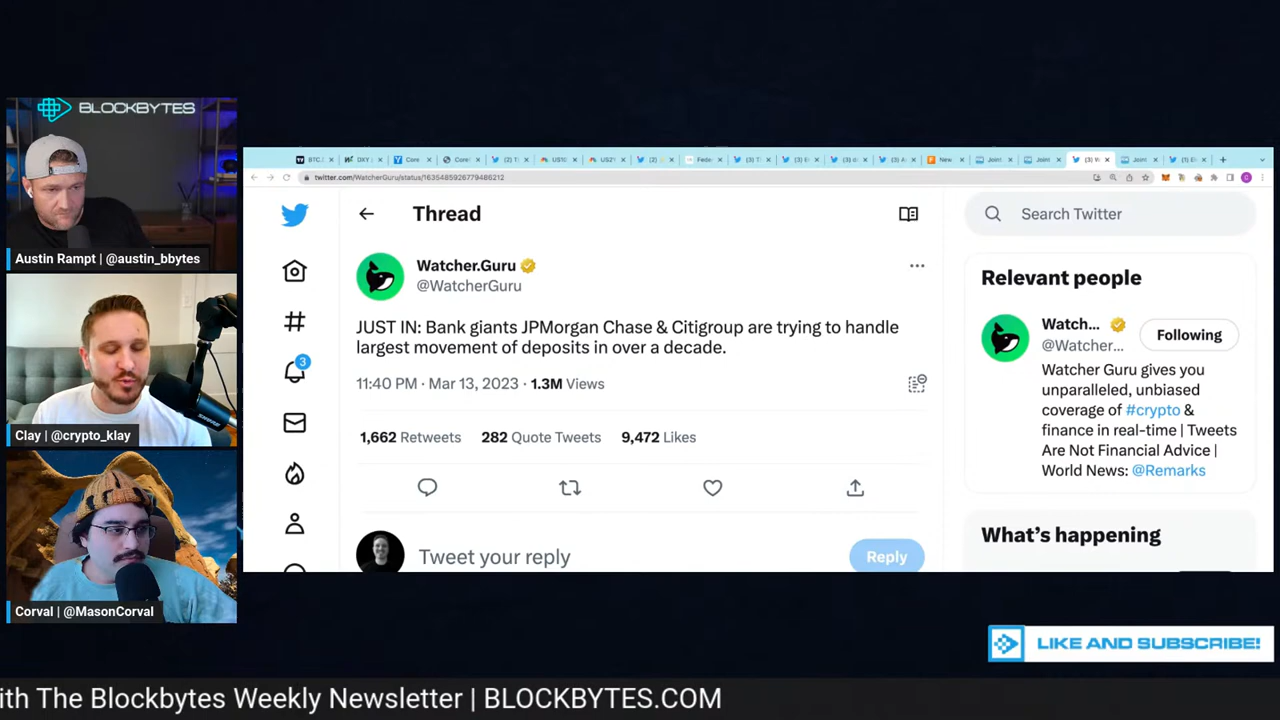 BLOCKBYTES
Austin Rampt | @austin_bbytes
Clay | @crypto_klay
Corval | @MasonCorval
twitter.com/WatcherGuru/status/1635485926779486212
Thread
Search Twitter
Watcher.Guru
@WatcherGuru
JUST IN: Bank giants JPMorgan Chase & Citigroup are trying to handle
largest movement of deposits in over a decade.
11:40 PM · Mar 13, 2023 · 1.3M Views
1,662 Retweets 282 Quote Tweets 9,472 Likes
3
Tweet your reply
Reply
Relevant people
Watch...
@Watcher...
Following
Watcher Guru gives you
unparalleled, unbiased
coverage of #crypto &
finance in real-time | Tweets
Are Not Financial Advice |
World News: @Remarks
What's happening
LIKE AND SUBSCRIBE!
ith The Blockbytes Weekly Newsletter | BLOCKBYTES.COM